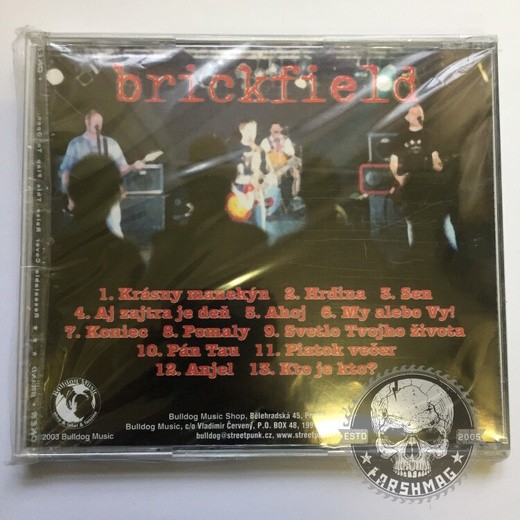 brickfield
1. Krásny manekýn 2. Hrdina 3. Sen
4. Aj zajtra je deň 5. Ahoj 6. My alebo Vy!
7. Koniec 8. Pomaly 9. Svetlo Tvojho života
10. Pán Tau 11. Piatok večer
12. Anjel 13. Kto je kto?
Bulldog Music
Bulldog Music Shop, Bělehradská 45,
Bulldog Music, c/o Vladimír Červený, P.O. BOX 48,
2003 Bulldog Music
bulldog@streetpunk.cz,
ESTD 2005
FARSHMAG